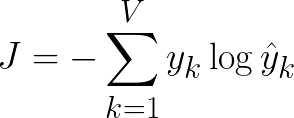 J = -\sum_{k=1}^{V} y_k \log \hat{y}_k